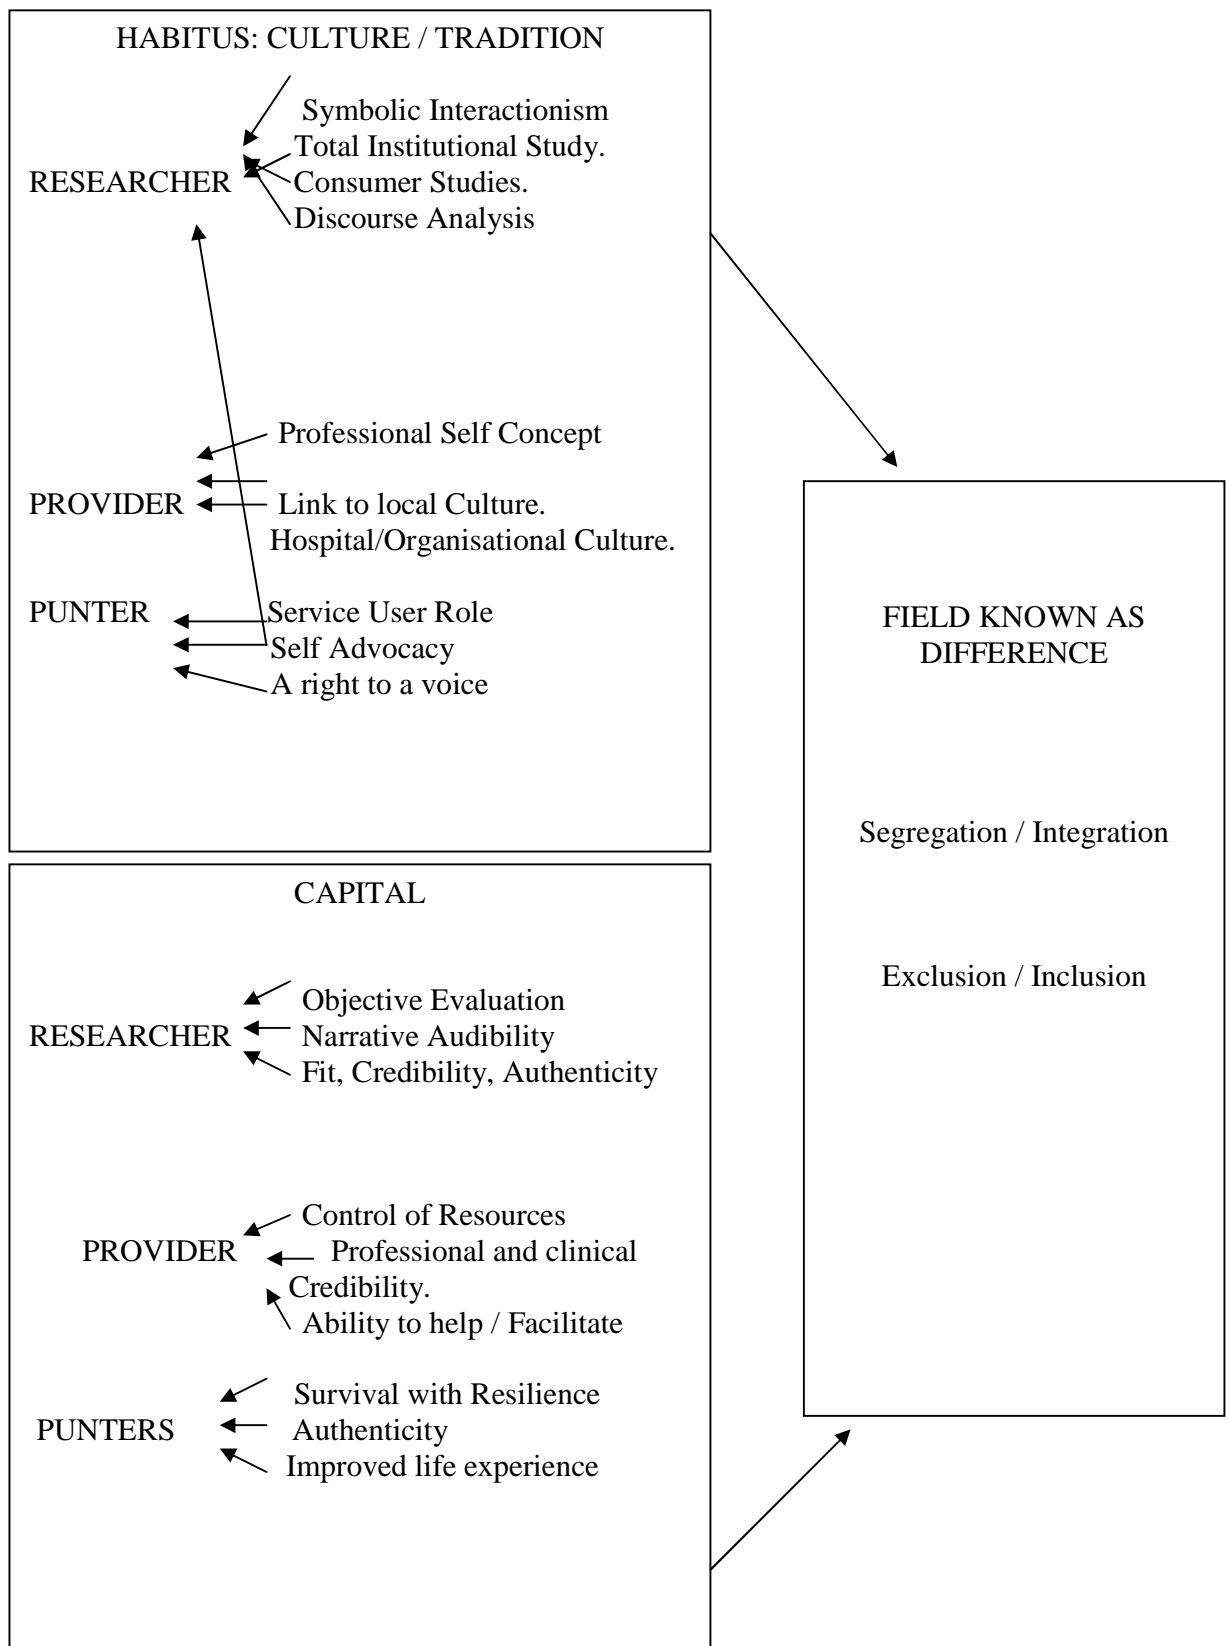 HABITUS: CULTURE / TRADITION
Symbolic Interactionism
Total Institutional Study.
RESEARCHER
Consumer Studies.
Discourse Analysis
Professional Self Concept
PROVIDER
Link to local Culture.
Hospital/Organisational Culture.
PUNTER
Service User Role
Self Advocacy
A right to a voice
CAPITAL
Objective Evaluation
RESEARCHER
Narrative Audibility
Fit, Credibility, Authenticity
Control of Resources
PROVIDER
Professional and clinical
Credibility.
Ability to help / Facilitate
Survival with Resilience
PUNTERS
Authenticity
Improved life experience
FIELD KNOWN AS
DIFFERENCE
Segregation / Integration
Exclusion / Inclusion